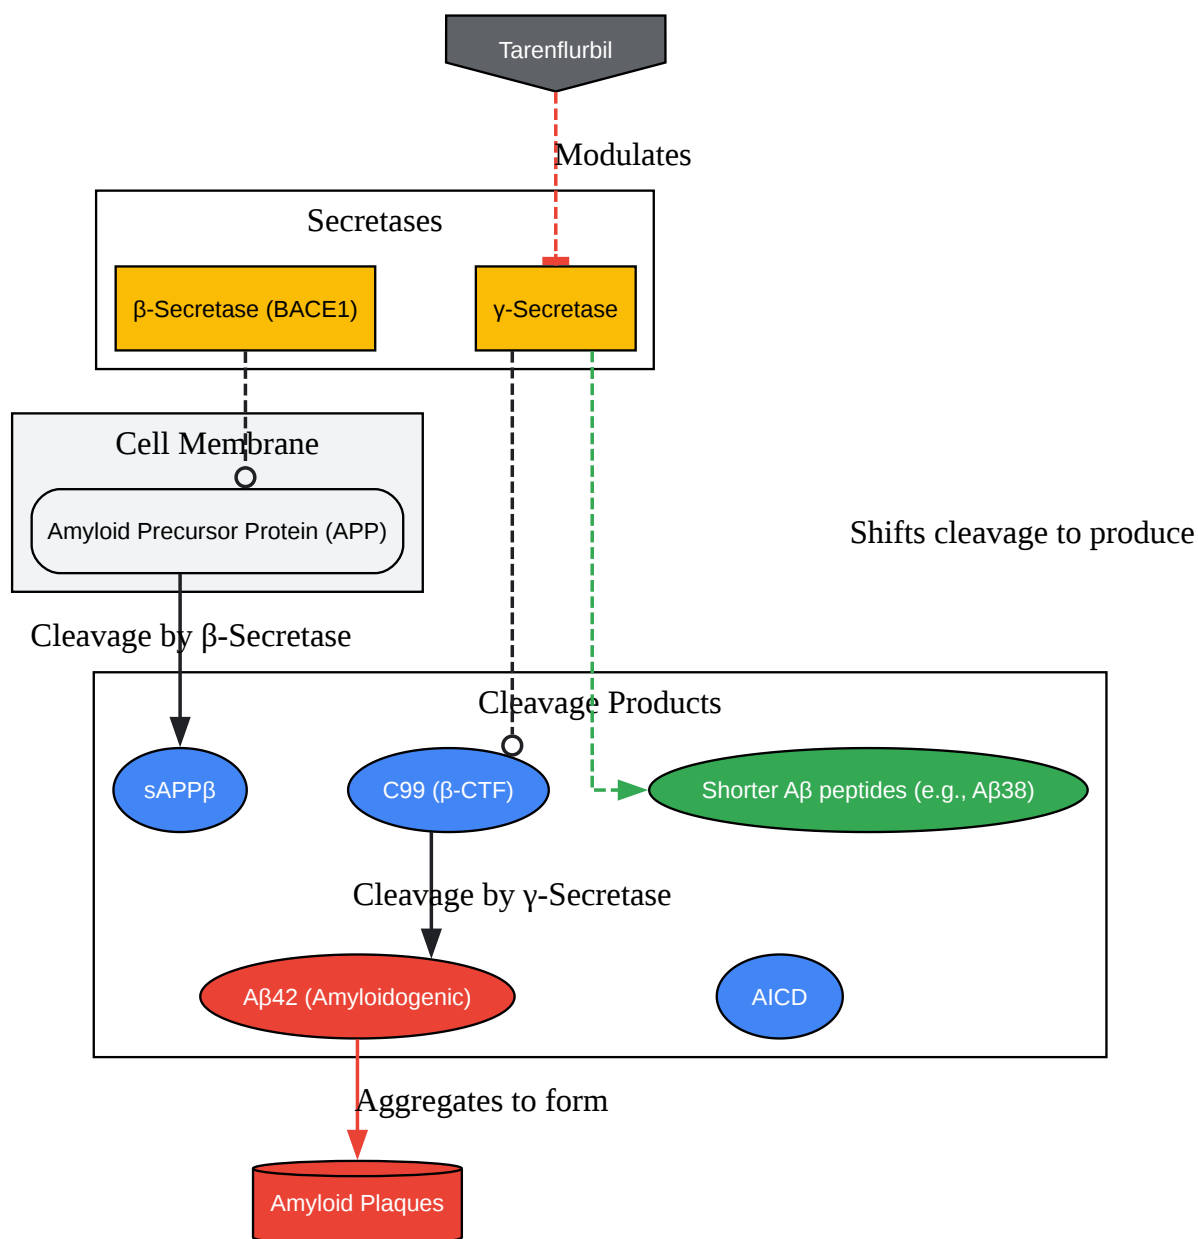 Tarenflurbil
Modulates
Secretases
β-Secretase (BACE1)
γ-Secretase
Cell Membrane
Amyloid Precursor Protein (APP)
Shifts cleavage to produce
Cleavage by β-Secretase
Cleavage Products
sAPPβ
C99 (β-CTF)
Shorter Aβ peptides (e.g., Aβ38)
Cleavage by γ-Secretase
Aβ42 (Amyloidogenic)
AICD
Aggregates to form
Amyloid Plaques